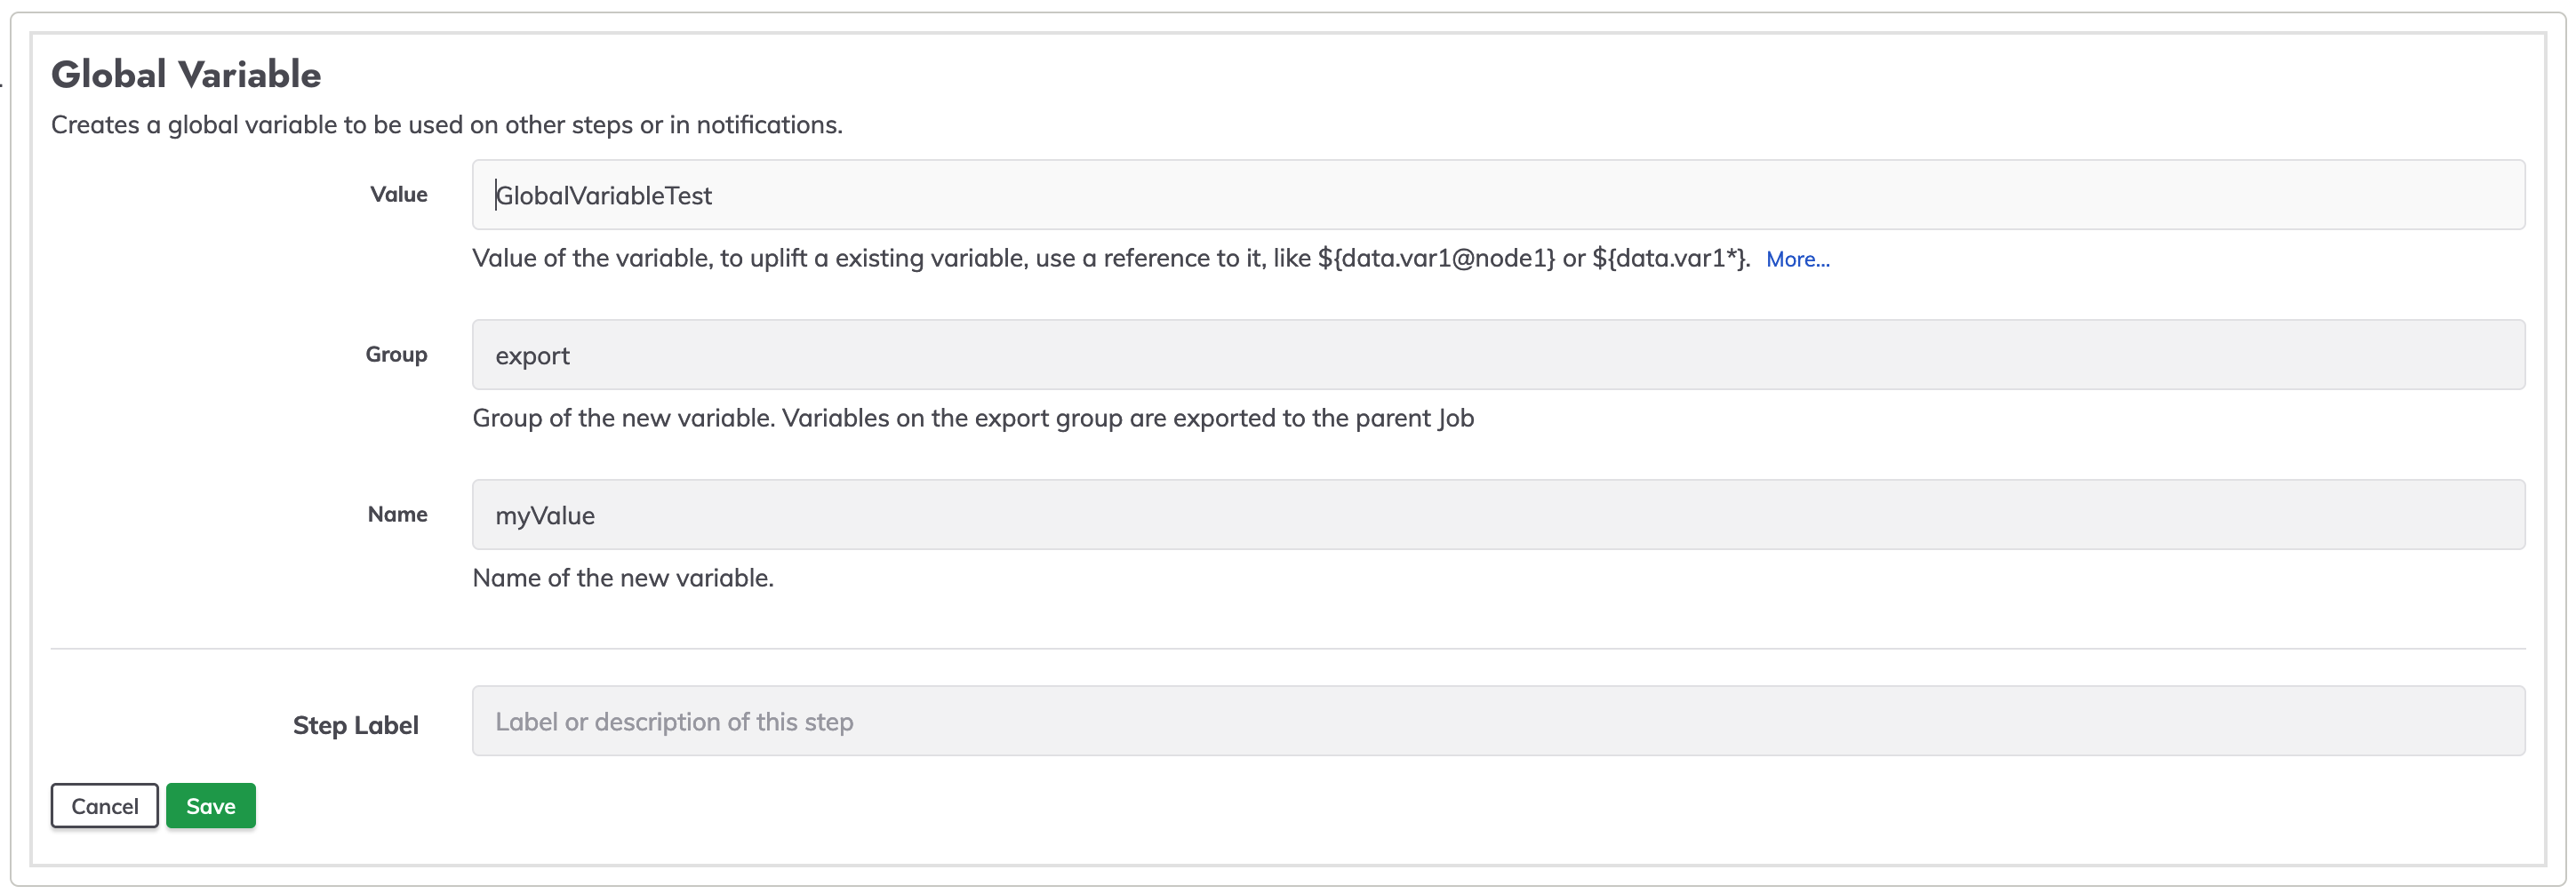 Global Variable
Creates a global variable to be used on other steps or in notifications.
Value
GlobalVariableTest
Value of the variable, to uplift a existing variable, use a reference to it, like ${data.var1@node1} or ${data.var1*}. More...
Group
export
Group of the new variable. Variables on the export group are exported to the parent Job
Name
myValue
Name of the new variable.
Step Label
Label or description of this step
Cancel Save